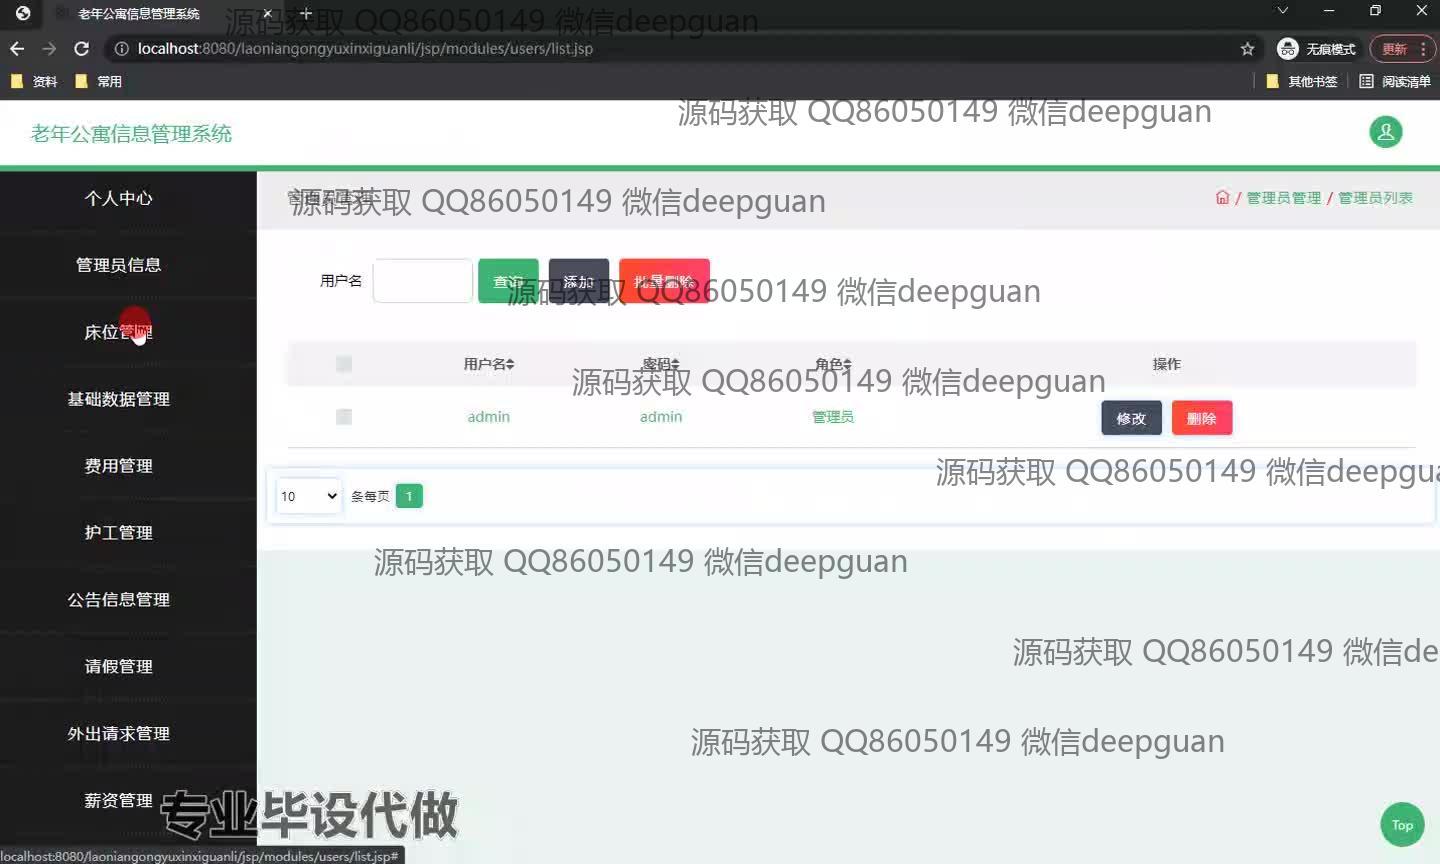 老年公寓信息管理系统
源码获取 QQ86050149 微信deepguan
localhost:8080/laoniangongyuxinxiguanli/jsp/modules/users/list.jsp
无痕模式
更新
资料
常用
其他书签
阅读清单
老年公寓信息管理系统
源码获取 QQ86050149 微信deepguan
个人中心
源码获取 QQ86050149 微信deepguan
/ 管理员管理 / 管理员列表
管理员信息
用户名
查询
添加
批量删除
源码获取 QQ86050149 微信deepguan
床位管理
用户名
密码
角色
操作
源码获取 QQ86050149 微信deepguan
基础数据管理
admin
admin
管理员
修改
删除
费用管理
源码获取 QQ86050149 微信deepgua
10
条每页
1
护工管理
源码获取 QQ86050149 微信deepguan
公告信息管理
请假管理
源码获取 QQ86050149 微信de
外出请求管理
源码获取 QQ86050149 微信deepguan
薪资管理
专业毕设代做
Top
localhost:8080/laoniangongyuxinxiguanli/jsp/modules/users/list.jsp#